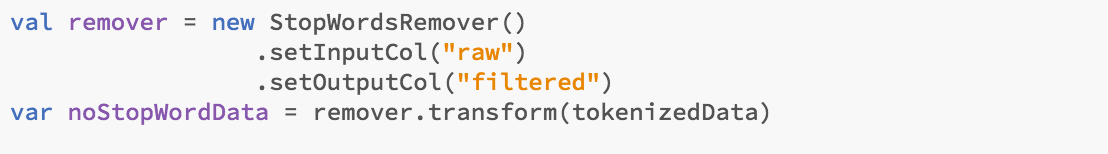 val remover = new StopWordsRemover()
.setInputCol("raw")
.setOutputCol("filtered")
var noStopWordData = remover.transform(tokenizedData)